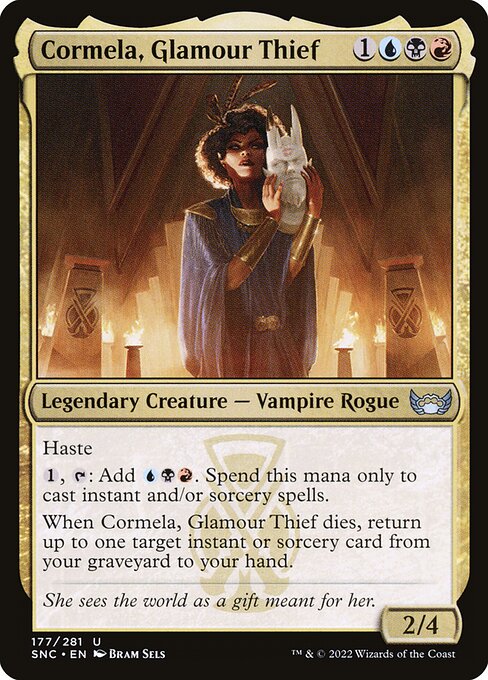 Cormela, Glamour Thief 1
Legendary Creature — Vampire Rogue
Haste
1, : Add . Spend this mana only to
cast instant and/or sorcery spells.
When Cormela, Glamour Thief dies, return
up to one target instant or sorcery card from
your graveyard to your hand.
She sees the world as a gift meant for her.
2/4
177/281 U
SNC • EN Bram Sels
™ & © 2022 Wizards of the Coast